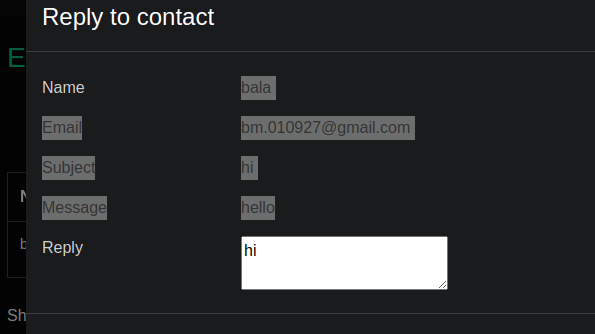 Reply to contact
E
Name bala
Email bm.010927@gmail.com
Subject hi
Message hello
N
Reply hi
b
Sh